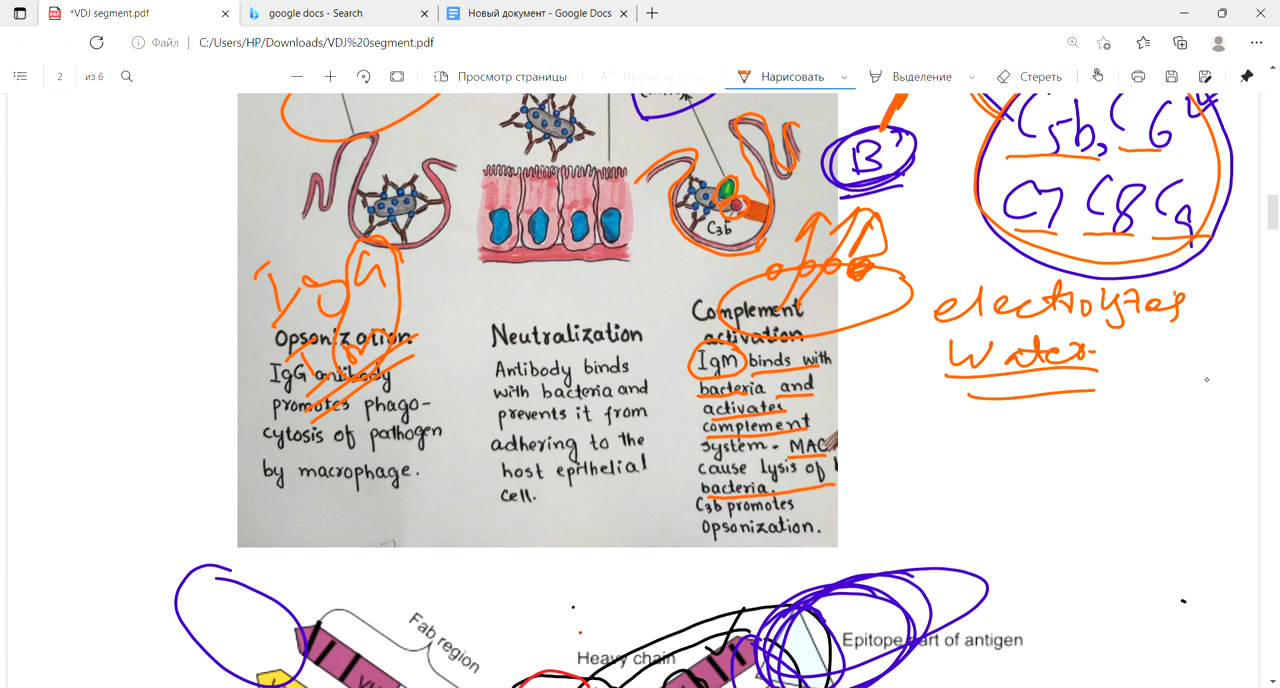 *VDJ segment.pdf
google docs - Search
Новый документ - Google Docs
Файл
C:/Users/HP/Downloads/VDJ%20segment.pdf
2 из 6
Просмотр страницы
Прочесть вслух
Нарисовать
Выделение
Стереть
C3b
B
C5b, C6
C7 C8 C9
electrolytes
Water
IgG
Opsonization
IgG antibody
promotes phago-
cytosis of pathogen
by macrophage.
Neutralization
Antibody binds
with bacteria and
prevents it from
adhering to the
host epithelial
cell.
Complement
activation
Igm binds with
bacteria and
activates
complement
system - MAC
cause lysis of
bacteria.
C3b promotes
Opsonization.
Fab region
Heavy chain
Epitope part of antigen